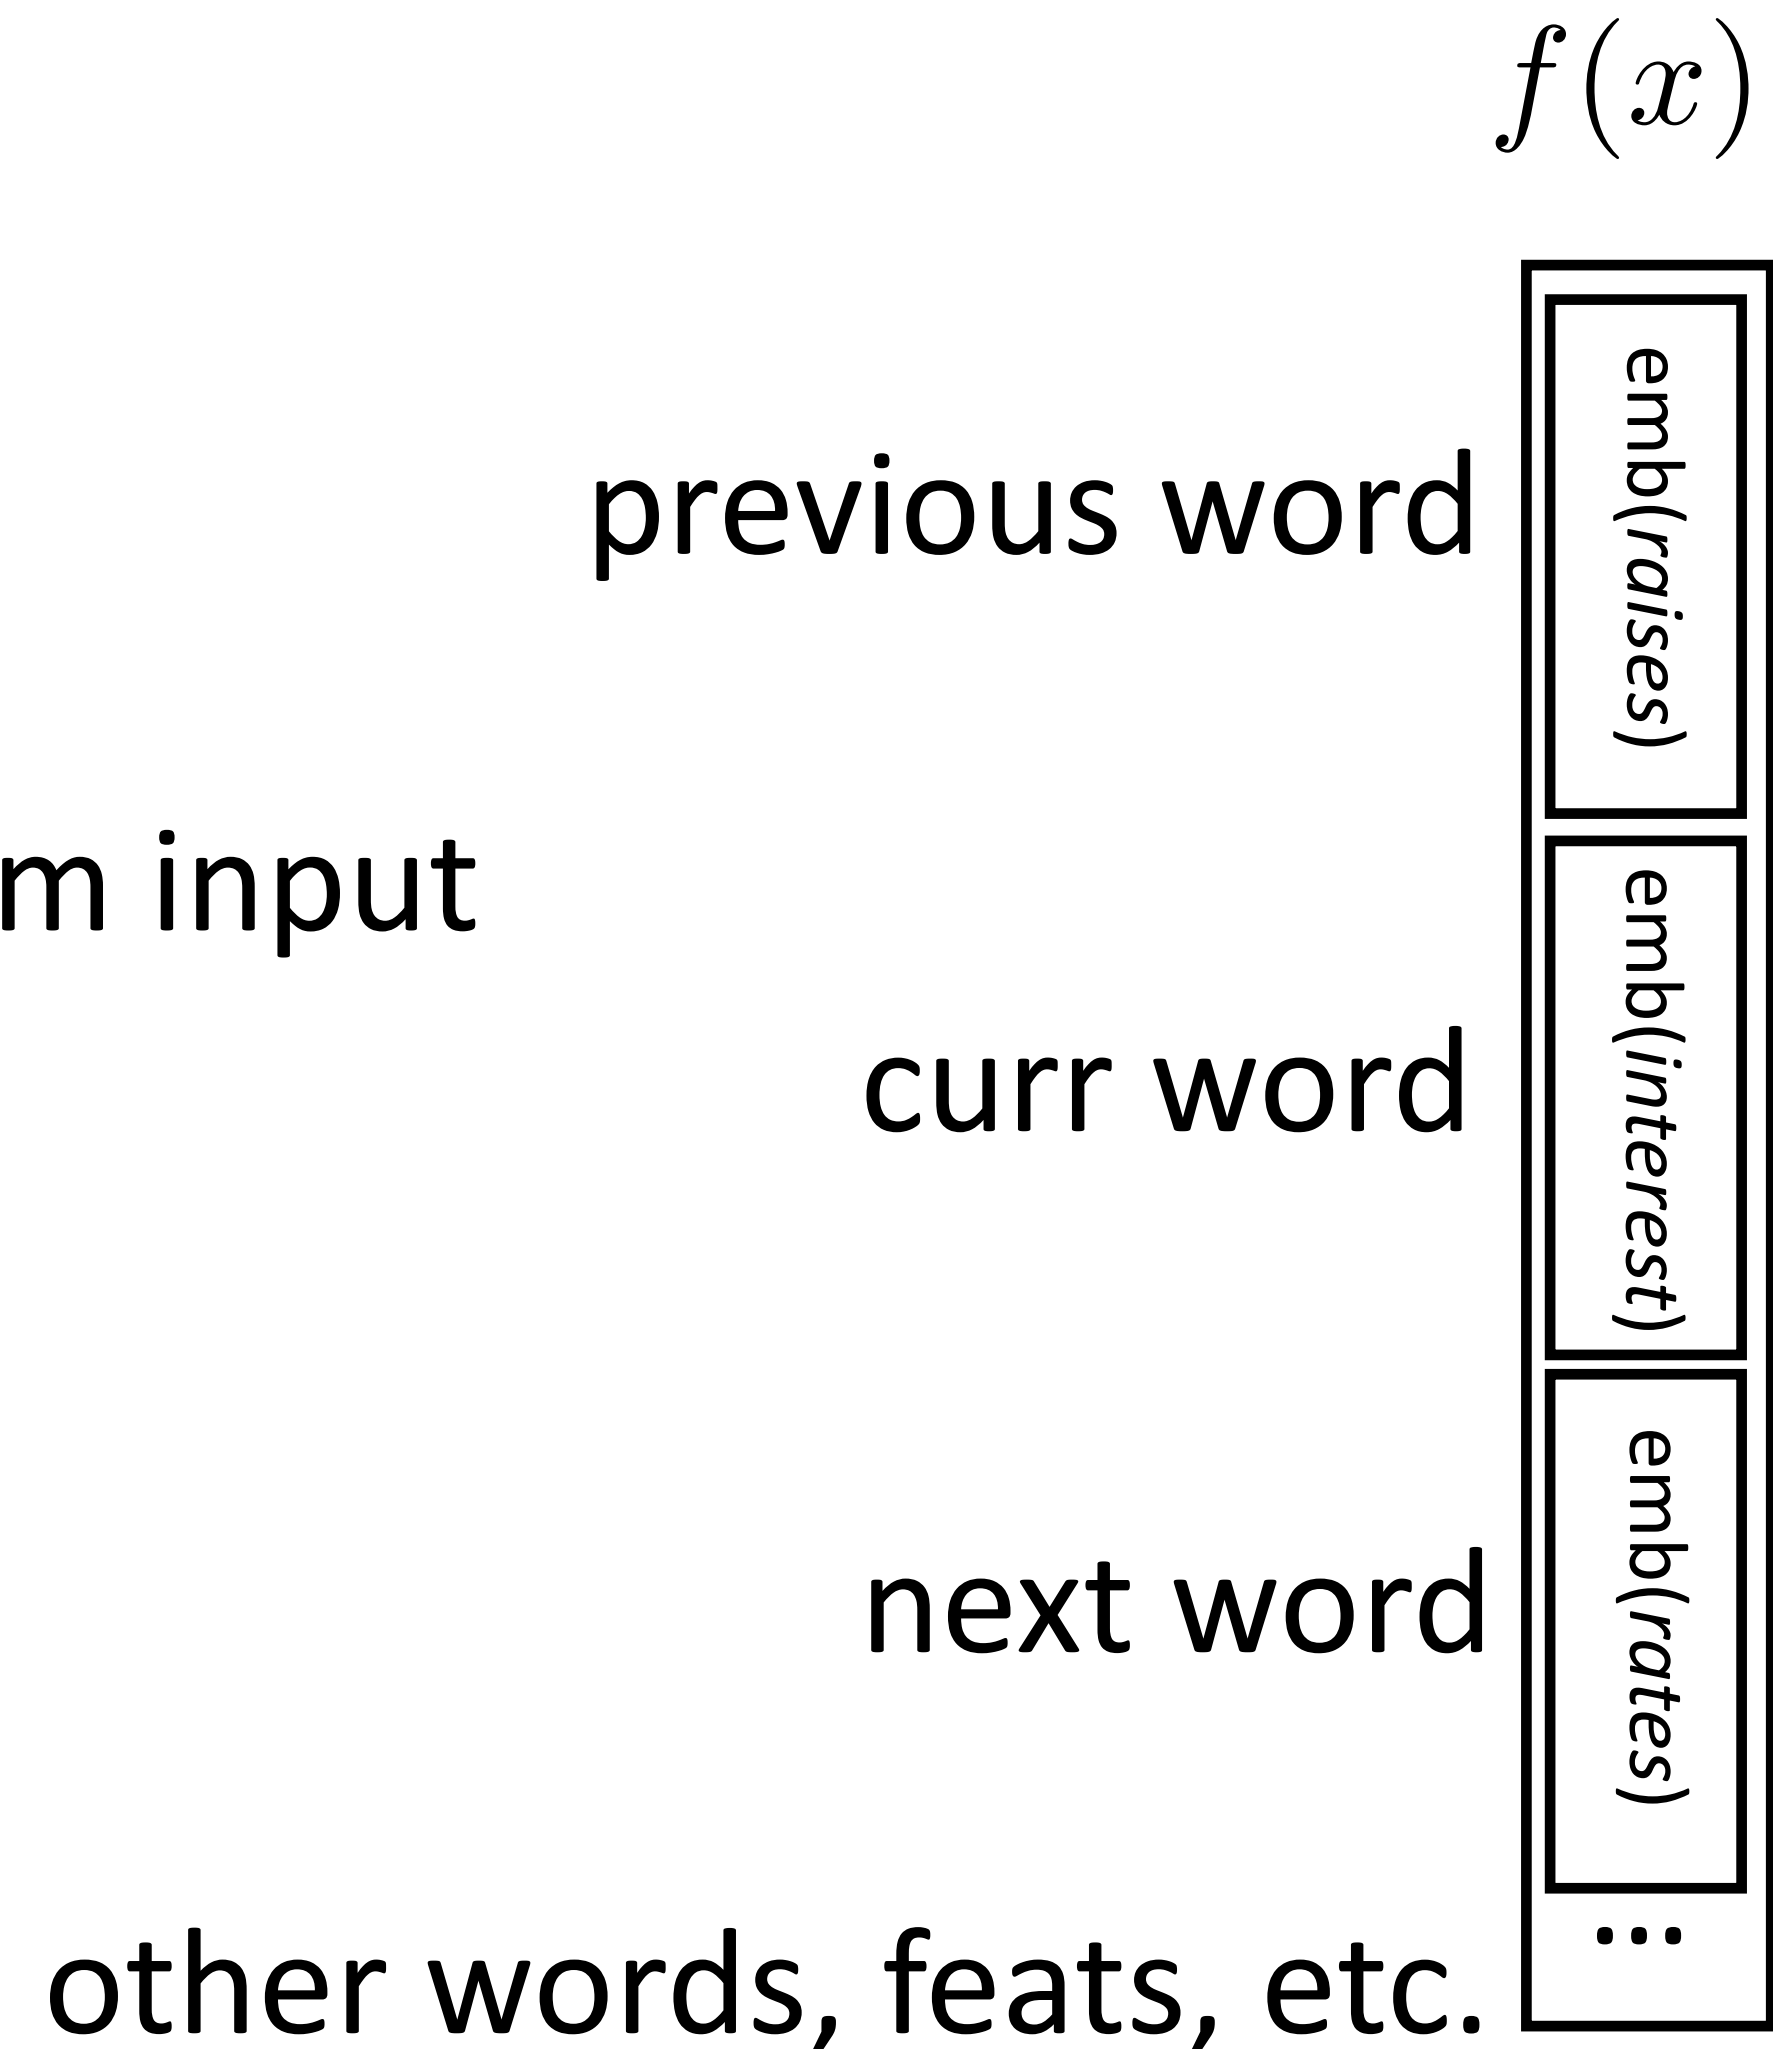 f(x)
previous word
emb(raises)
m input
curr word
emb(interest)
next word
emb(rates)
...
other words, feats, etc.